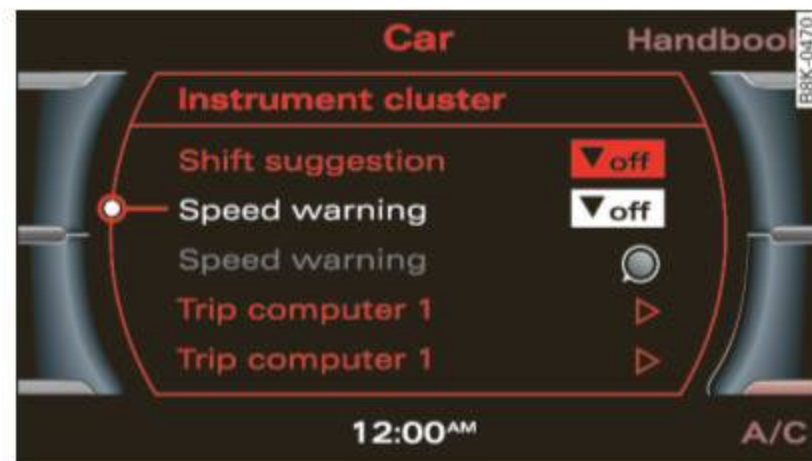 Car
Handbook
B8K-0470
Instrument cluster
Shift suggestion off
Speed warning off
Speed warning
Trip computer 1
Trip computer 1
12:00AM
A/C